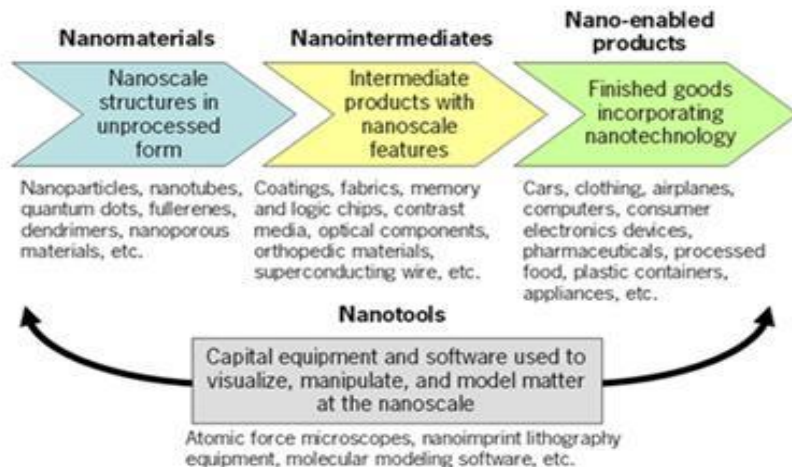 Nanomaterials
Nanoscale
structures in
unprocessed
form
Nanoparticles, nanotubes,
quantum dots, fullerenes,
dendrimers, nanoporous
materials, etc.
Nanointermediates
Intermediate
products with
nanoscale
features
Coatings, fabrics, memory
and logic chips, contrast
media, optical components,
orthopedic materials,
superconducting wire, etc.
Nano-enabled
products
Finished goods
incorporating
nanotechnology
Cars, clothing, airplanes,
computers, consumer
electronics devices,
pharmaceuticals, processed
food, plastic containers,
appliances, etc.
Nanotools
Capital equipment and software used to
visualize, manipulate, and model matter
at the nanoscale
Atomic force microscopes, nanoimprint lithography
equipment, molecular modeling software, etc.